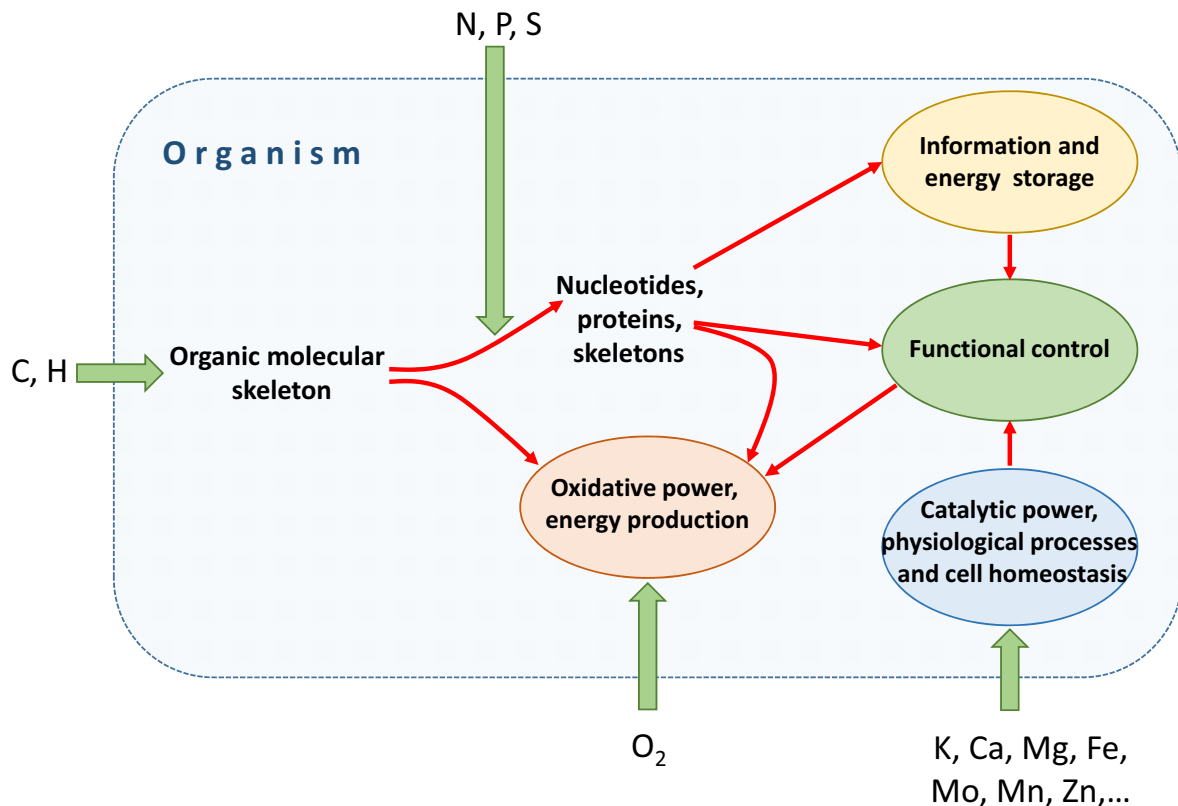 N, P, S
Organism
Information and
energy storage
Nucleotides,
proteins,
skeletons
Functional control
C, H
Organic molecular
skeleton
Oxidative power,
energy production
Catalytic power,
physiological processes
and cell homeostasis
O₂
K, Ca, Mg, Fe,
Mo, Mn, Zn,...